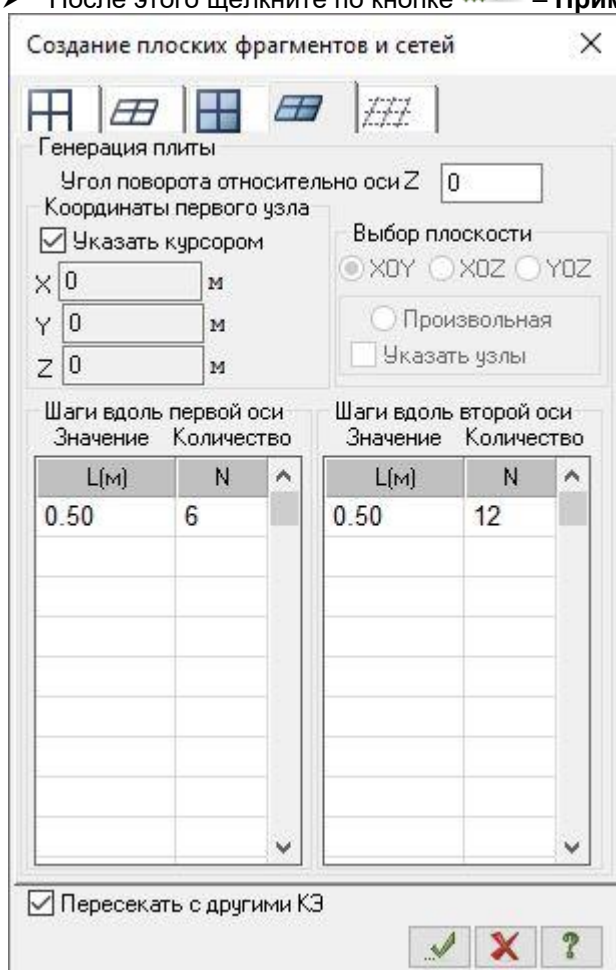 ➤ После этого щелкните по кнопке – Прим
Создание плоских фрагментов и сетей
Генерация плиты
Угол поворота относительно оси Z 0
Координаты первого узла
Указать курсором
X 0 м
Y 0 м
Z 0 м
Выбор плоскости
XOY XOZ YOZ
Произвольная
Указать узлы
Шаги вдоль первой оси
Значение Количество
L(м) N
0.50 6
Шаги вдоль второй оси
Значение Количество
L(м) N
0.50 12
Пересекать с другими КЭ
?